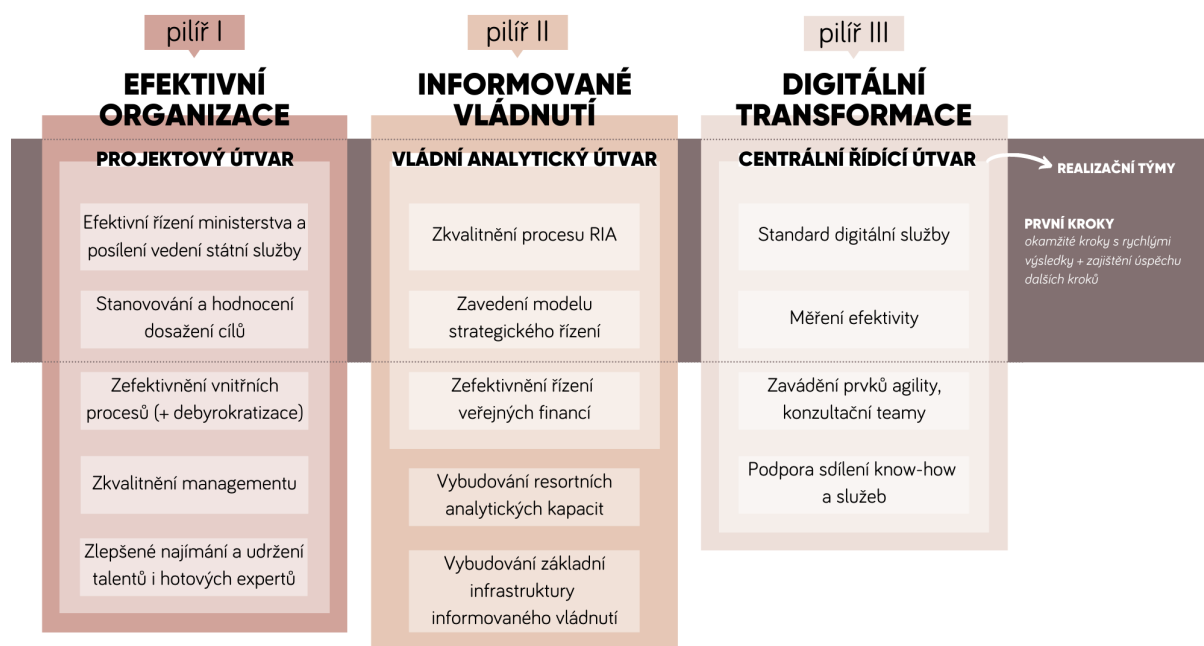 pilíř I
EFEKTIVNÍ
ORGANIZACE
PROJEKTOVÝ ÚTVAR
Efektivní řízení ministerstva a
posílení vedení státní služby
Stanovování a hodnocení
dosažení cílů
Zefektivnění vnitřních
procesů (+ debyrokratizace)
Zkvalitnění managementu
Zlepšené najímání a udržení
talentů i hotových expertů
pilíř II
INFORMOVANÉ
VLÁDNUTÍ
VLÁDNÍ ANALYTICKÝ ÚTVAR
Zkvalitnění procesu RIA
Zavedení modelu
strategického řízení
Zefektivnění řízení
veřejných financí
Vybudování resortních
analytických kapacit
Vybudování základní
infrastruktury
informovaného vládnutí
pilíř III
DIGITÁLNÍ
TRANSFORMACE
CENTRÁLNÍ ŘÍDÍCÍ ÚTVAR
Standard digitální služby
Měření efektivity
Zavádění prvků agility,
konzultační teamy
Podpora sdílení know-how
a služeb
REALIZAČNÍ TÝMY
PRVNÍ KROKY
okamžité kroky s rychlými
výsledky + zajištění úspěchu
dalších kroků